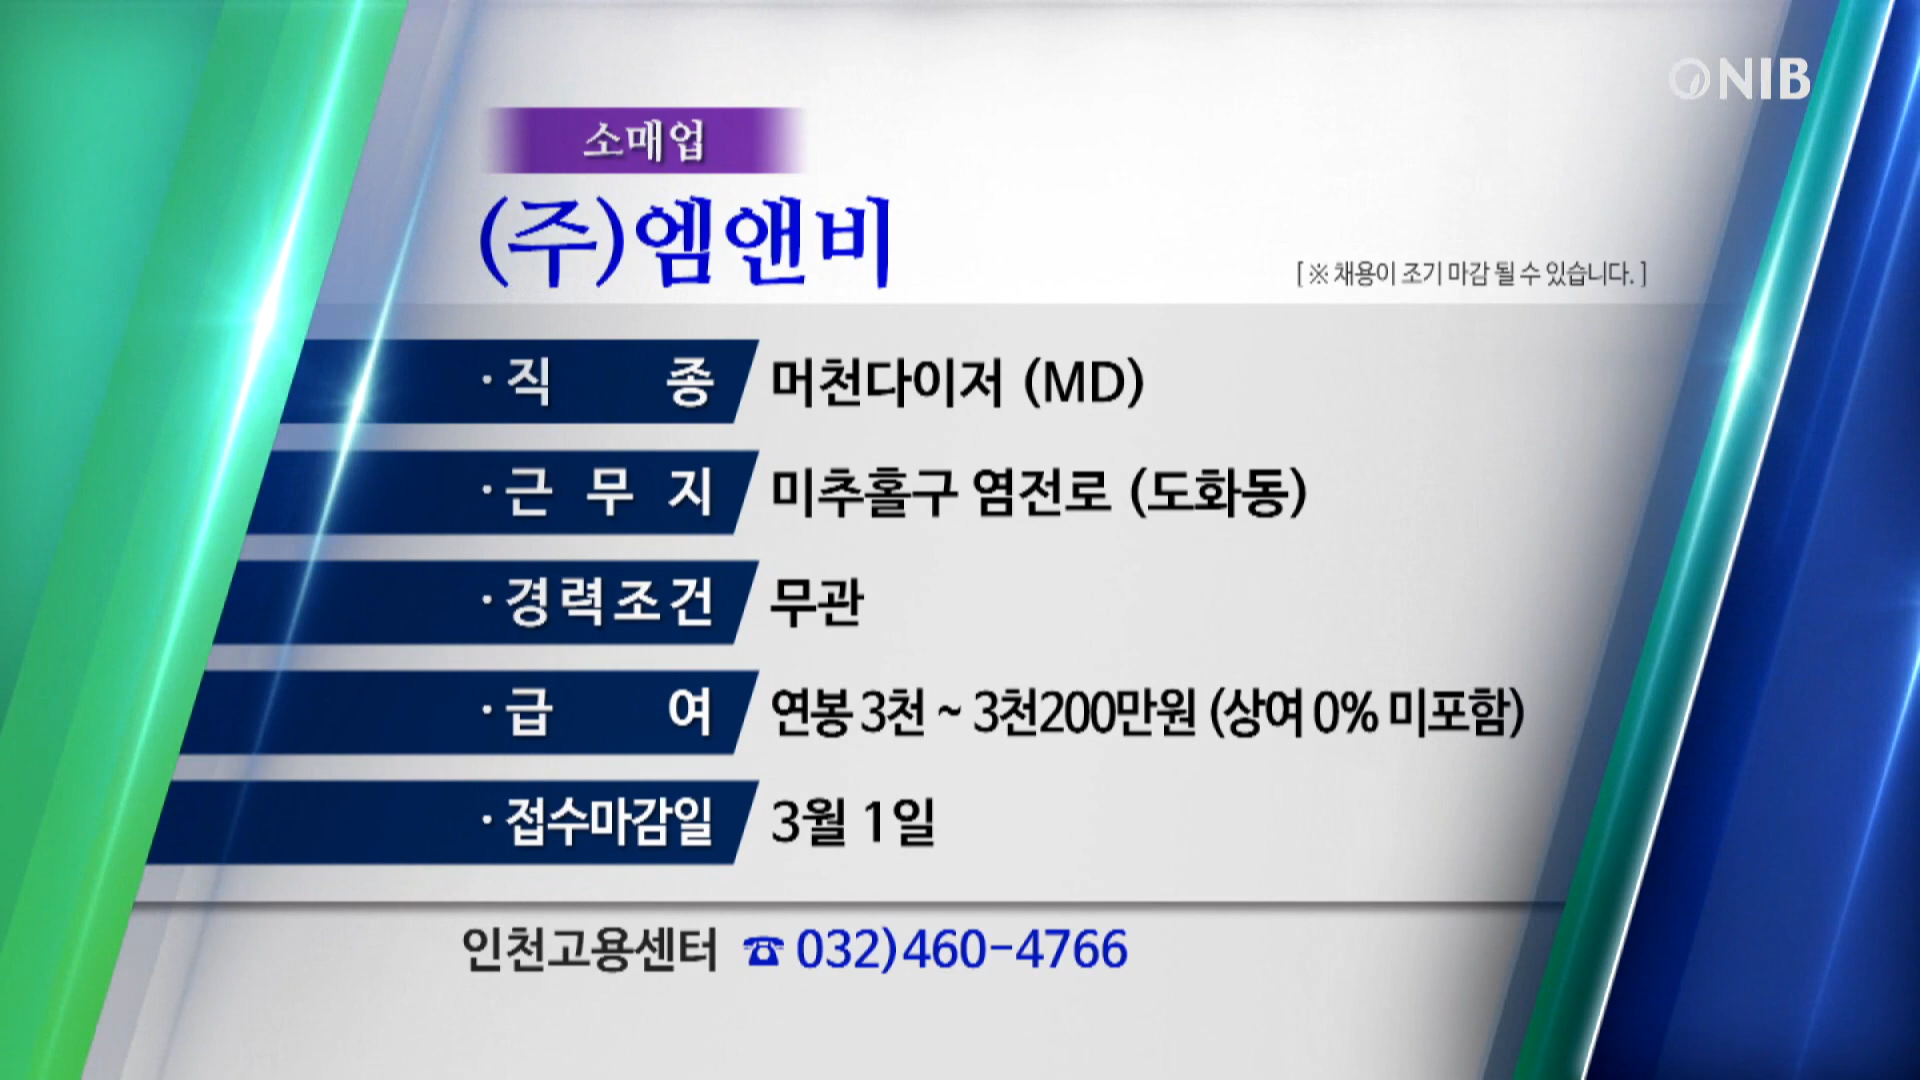 NIB
소매업
(주)엠앤비
[ ※ 채용이 조기 마감 될 수 있습니다. ]
· 직 종 머천다이저 (MD)
· 근 무 지 미추홀구 염전로 (도화동)
· 경력조건 무관
· 급 여 연봉 3천 ~ 3천200만원 (상여 0% 미포함)
· 접수마감일 3월 1일
인천고용센터 ☎ 032)460-4766